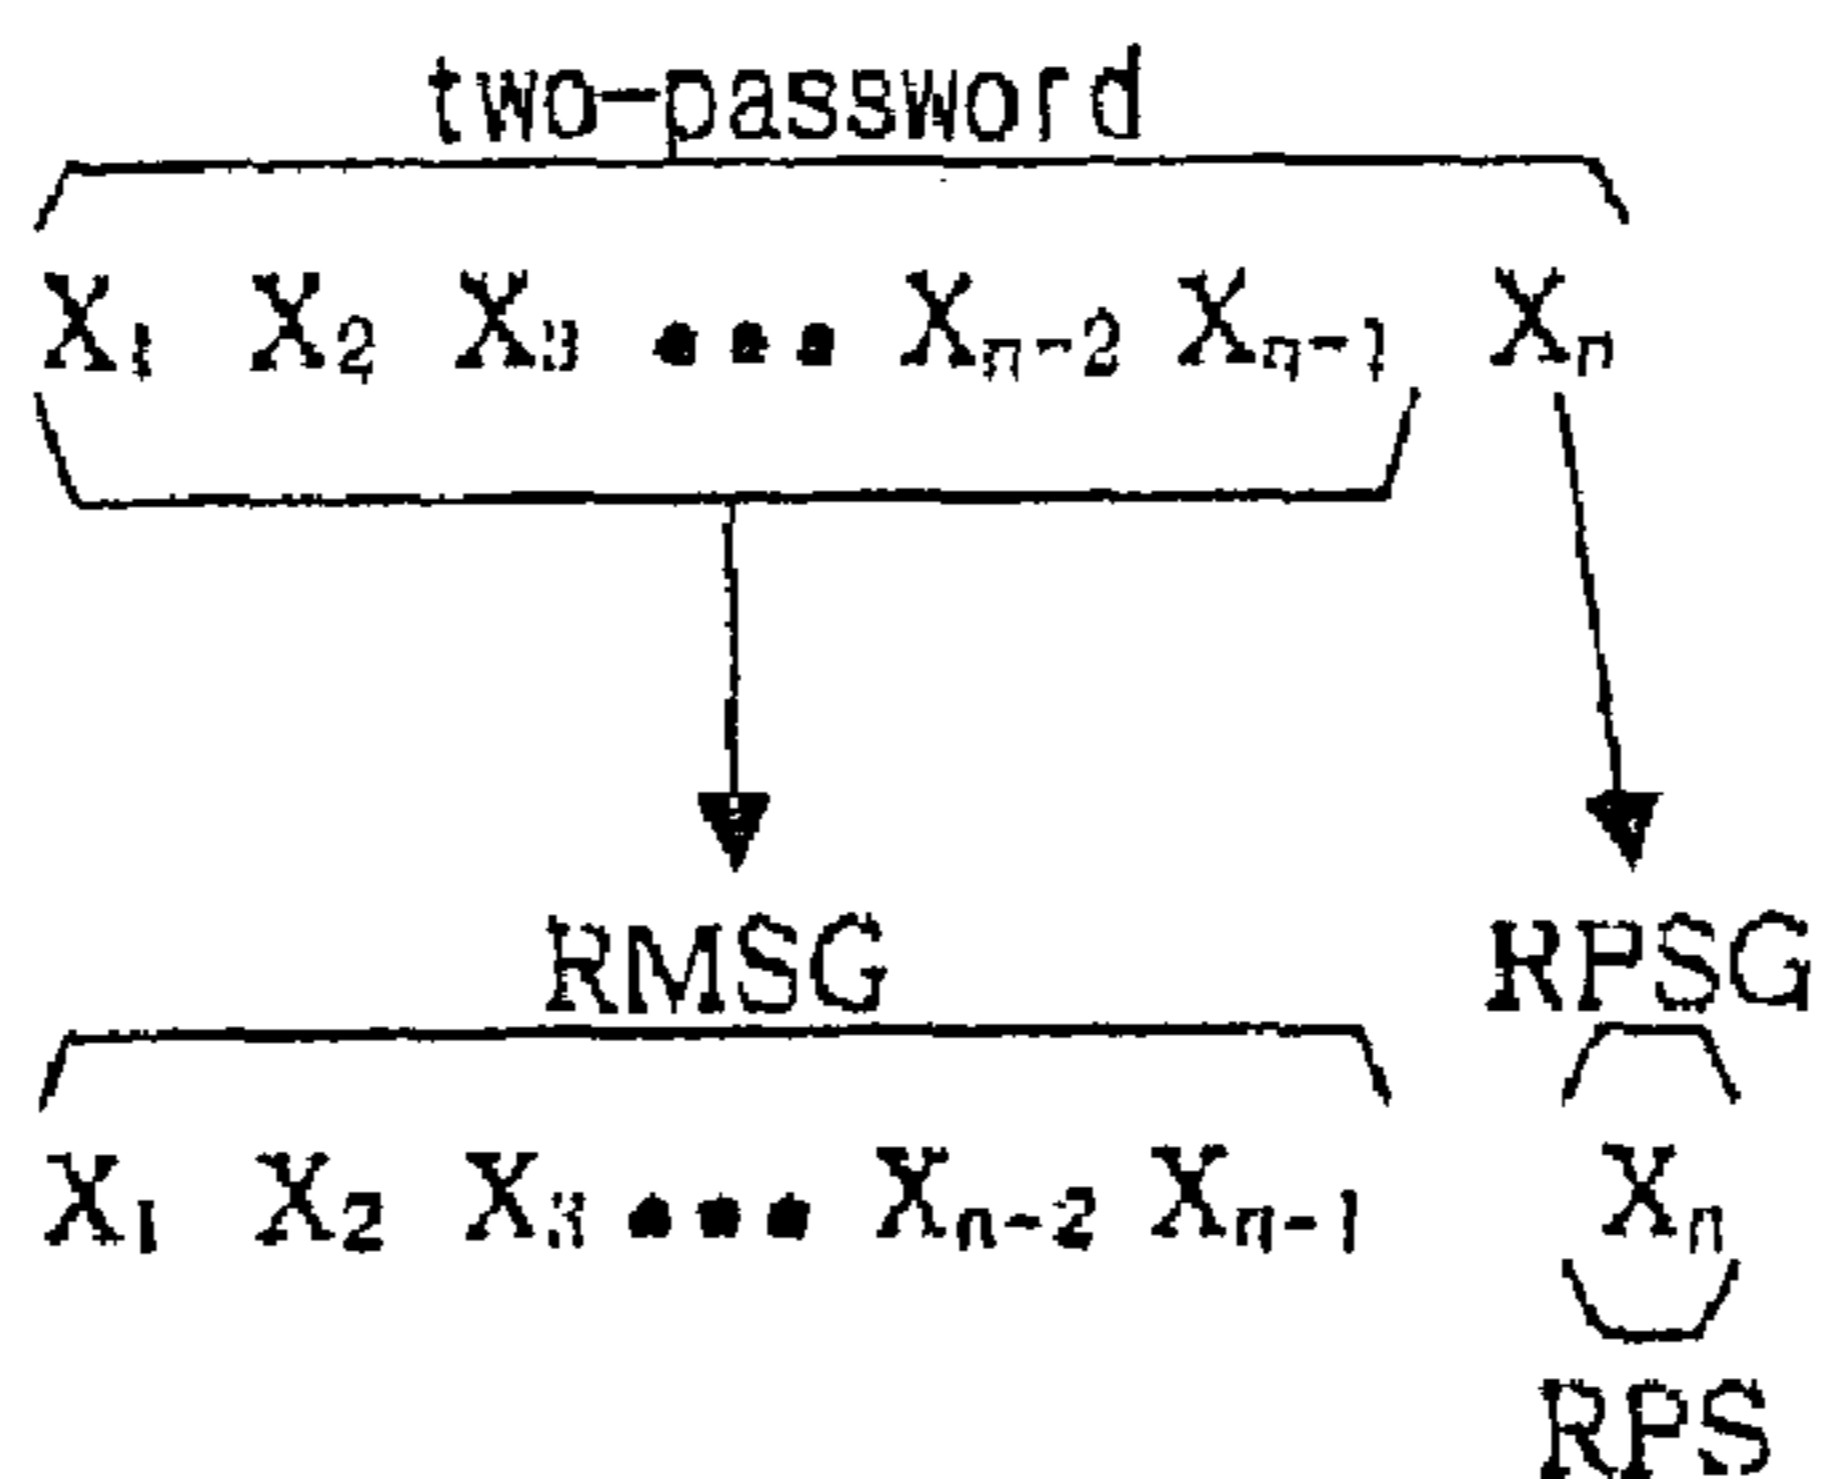 two-password
X₁ X₂ X₃ ••• Xₙ₋₂ Xₙ₋₁ Xₙ
RMSG RPSG
X₁ X₂ X₃ ••• Xₙ₋₂ Xₙ₋₁ Xₙ
RPS